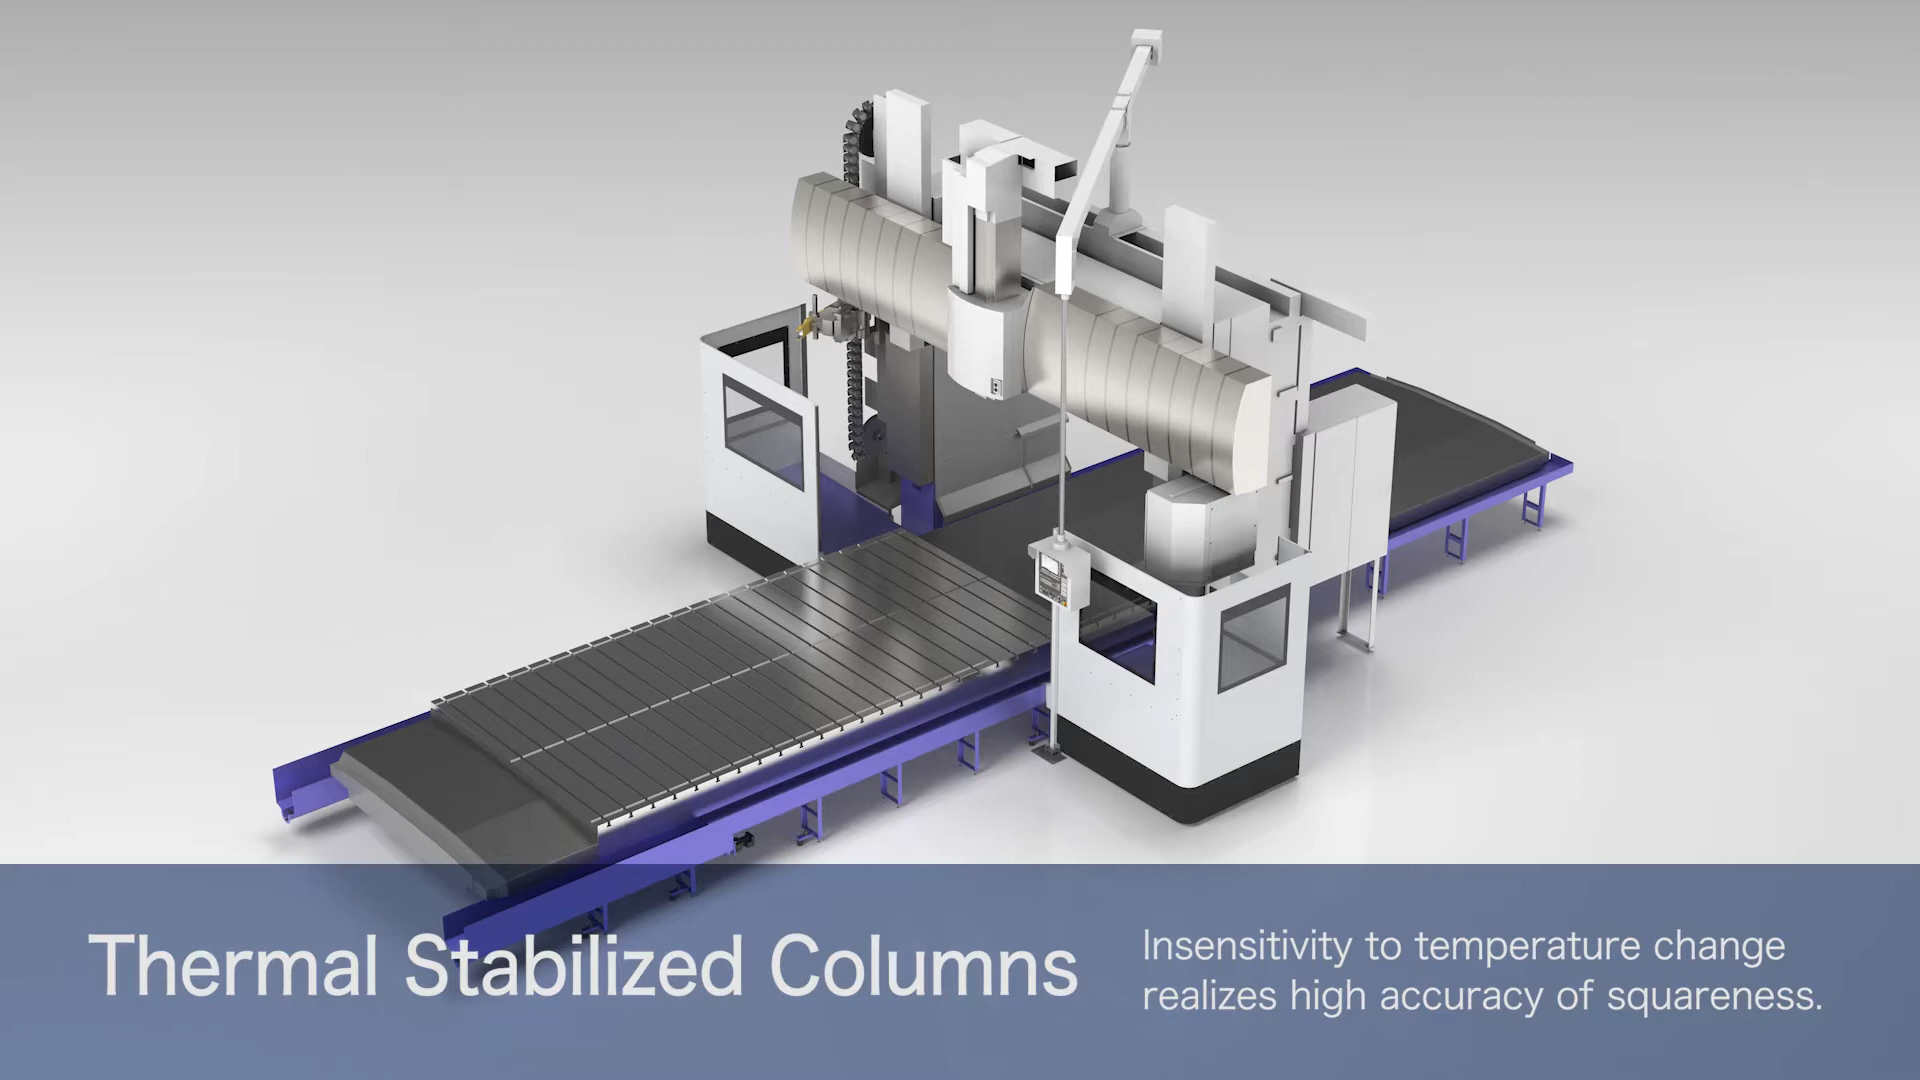 Thermal Stabilized Columns
Insensitivity to temperature change
realizes high accuracy of squareness.